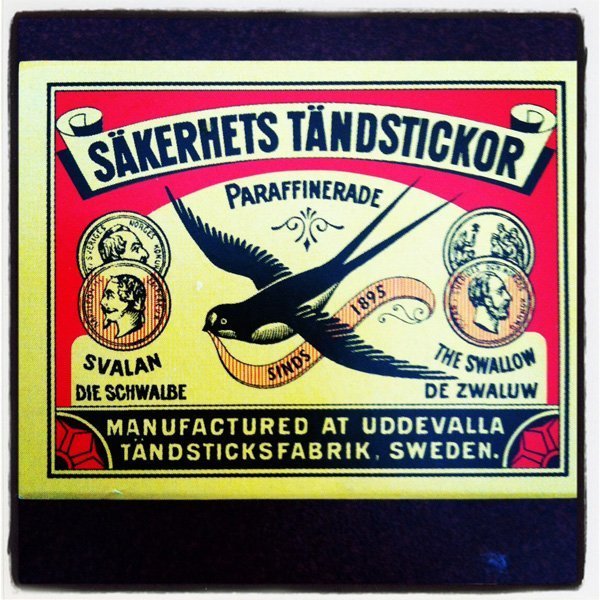 SÄKERHETS TÄNDSTICKOR
PARAFFINERADE
SVALAN
DIE SCHWALBE
SINDS 1895
THE SWALLOW
DE ZWALUW
MANUFACTURED AT UDDEVALLA
TÄNDSTICKSFABRIK, SWEDEN.